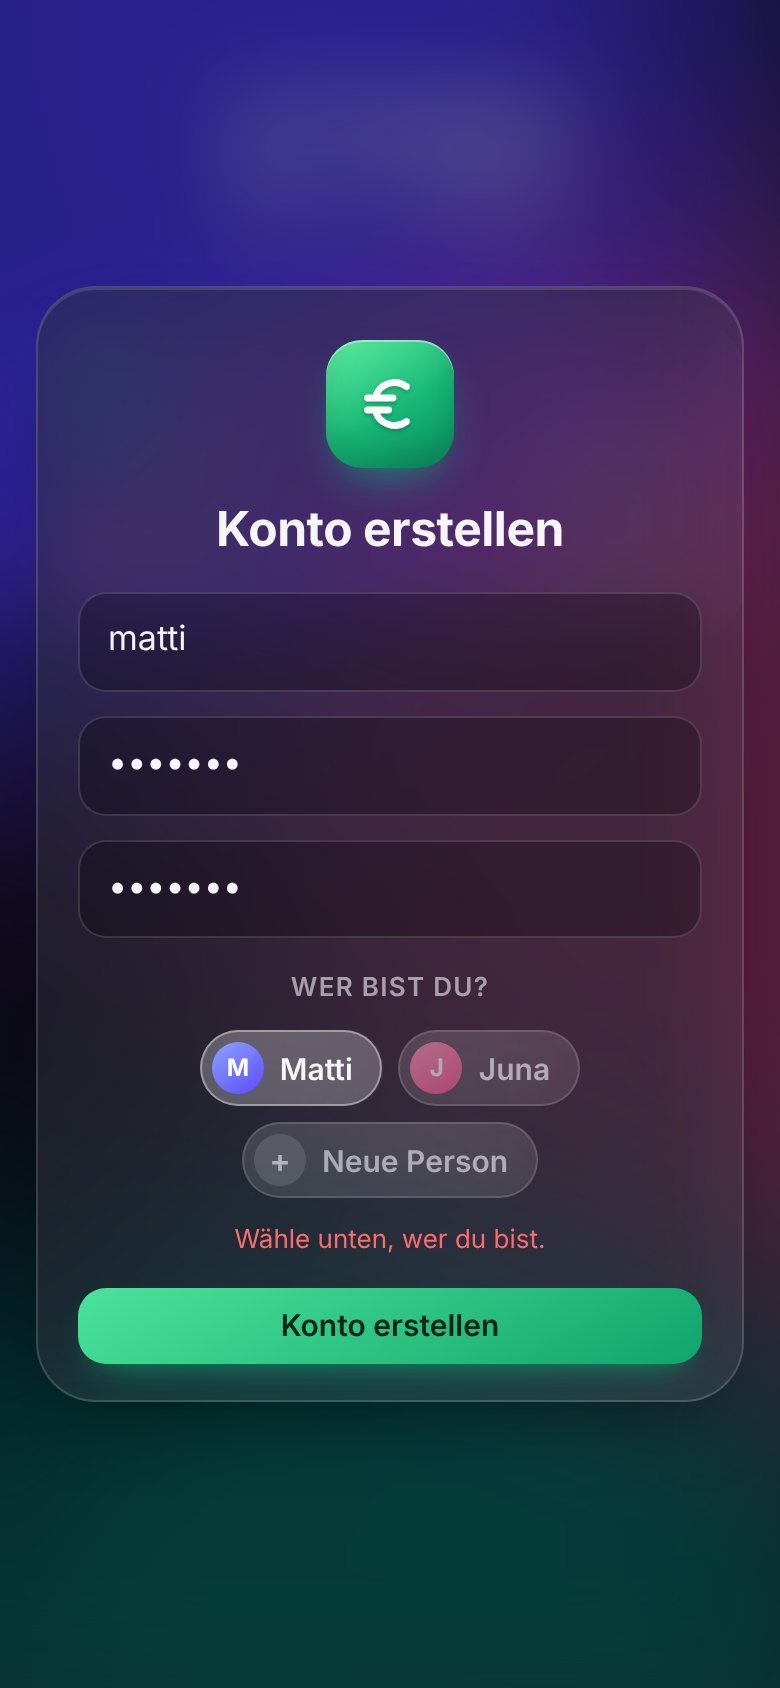 €
Konto erstellen
matti
•••••••
•••••••
WER BIST DU?
M Matti
J Juna
+ Neue Person
Wähle unten, wer du bist.
Konto erstellen